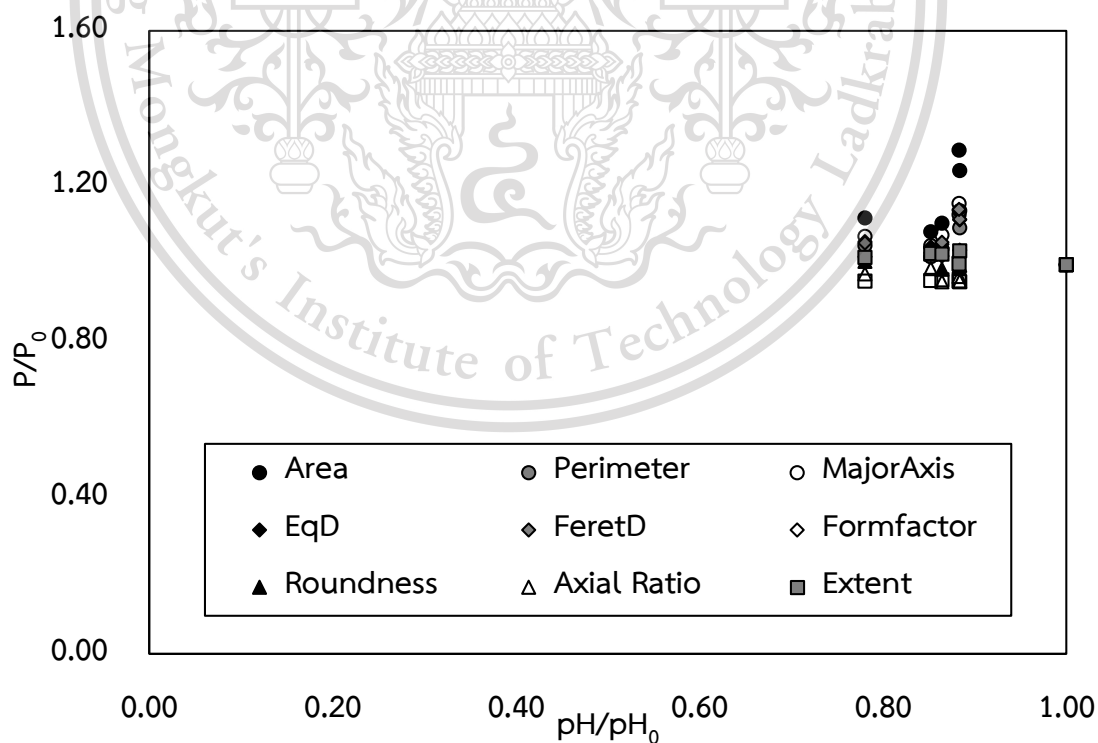 Mongkut's Institute of Technology Ladkrab
1.60
1.20
0.80
0.40
0.00
P/P₀
Area Perimeter MajorAxis
EqD FeretD Formfactor
Roundness Axial Ratio Extent
0.00 0.20 0.40 0.60 0.80 1.00
pH/pH₀